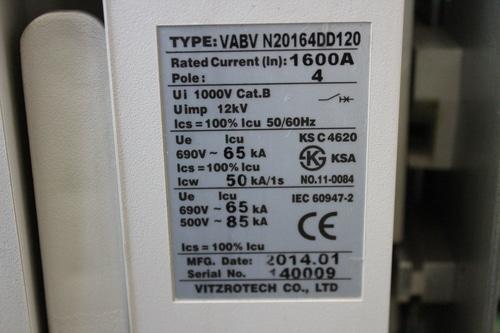 TYPE: VABV N20164DD120
Rated Current (In): 1600A
Pole: 4
Ui 1000V Cat.B
Uimp 12kV
Ics = 100% Icu 50/60Hz
Ue Icu KS C 4620
690V ~ 65 kA KSA
Ics = 100% Icu
Icw 50 kA/1s NO.11-0084
Ue Icu IEC 60947-2
690V ~ 65 kA
500V ~ 85 kA CE
Ics = 100% Icu
MFG. Date: 2014.01
Serial No. 140009
VITZROTECH CO., LTD